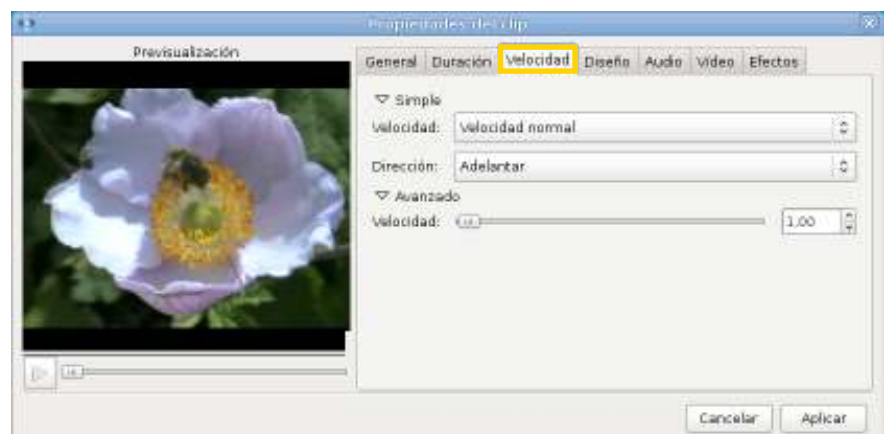 Propiedades del clip
Previsualización
General Duración Velocidad Diseño Audio Vídeo Efectos
Simple
Velocidad: Velocidad normal
Dirección: Adelantar
Avanzado
Velocidad: 1,00
Cancelar Aplicar